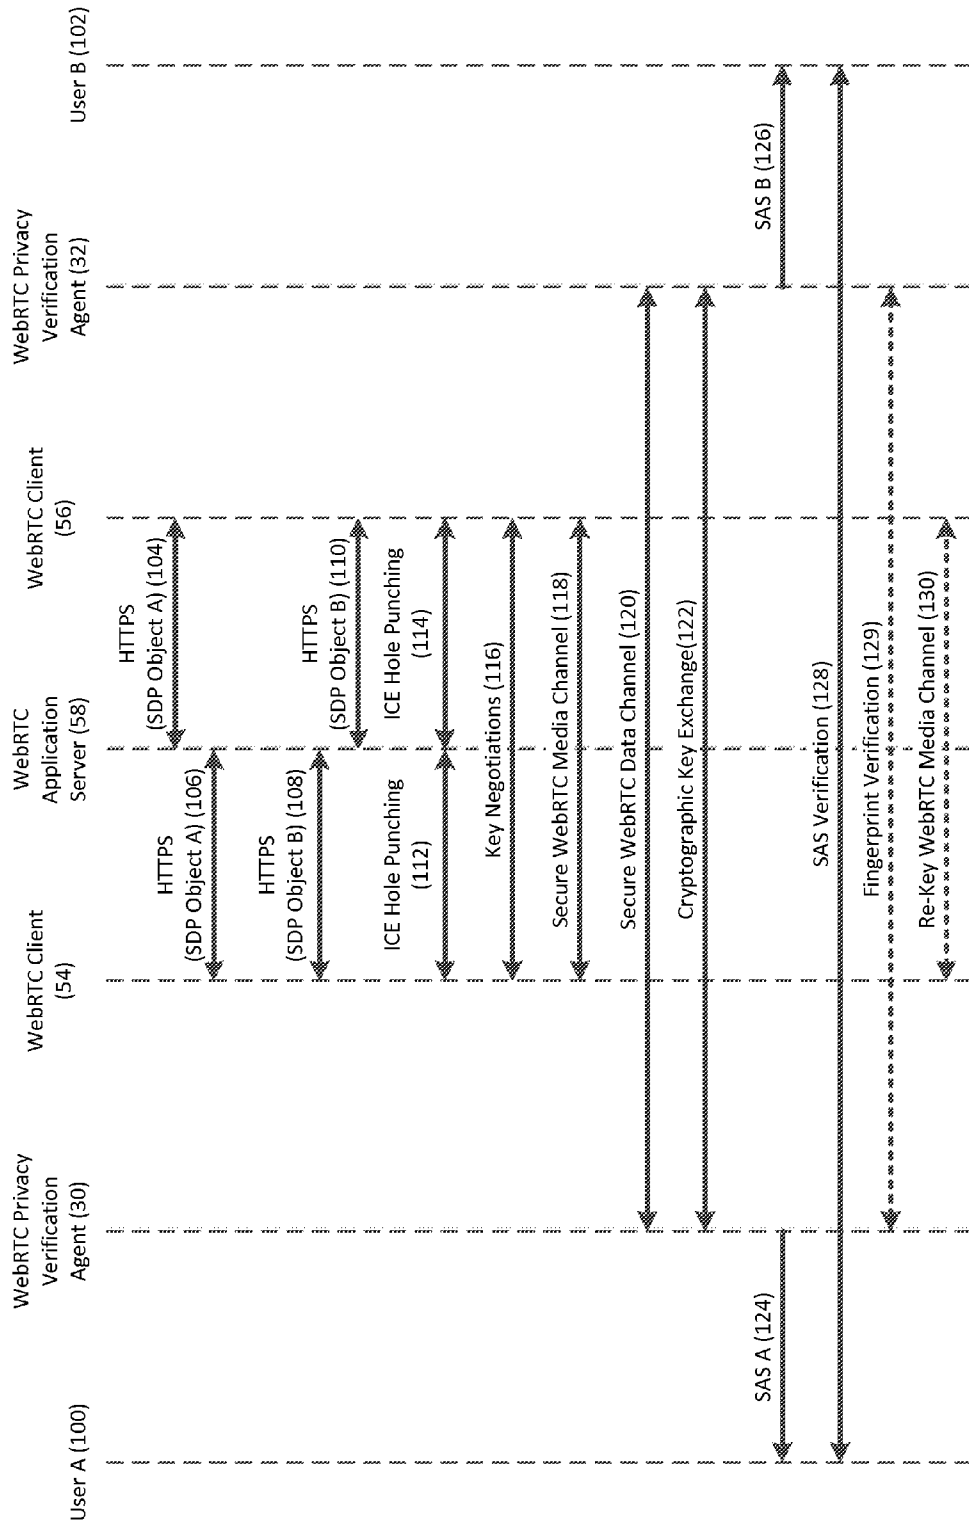 User A (100)
WebRTC Privacy
Verification
Agent (30)
WebRTC Client
(54)
WebRTC
Application
Server (58)
WebRTC Client
(56)
WebRTC Privacy
Verification
Agent (32)
User B (102)
HTTPS
(SDP Object A) (104)
HTTPS
(SDP Object A) (106)
HTTPS
(SDP Object B) (108)
HTTPS
(SDP Object B) (110)
ICE Hole Punching
(112)
ICE Hole Punching
(114)
Key Negotiations (116)
Secure WebRTC Media Channel (118)
Secure WebRTC Data Channel (120)
Cryptographic Key Exchange(122)
SAS A (124)
SAS B (126)
SAS Verification (128)
Fingerprint Verification (129)
Re-Key WebRTC Media Channel (130)